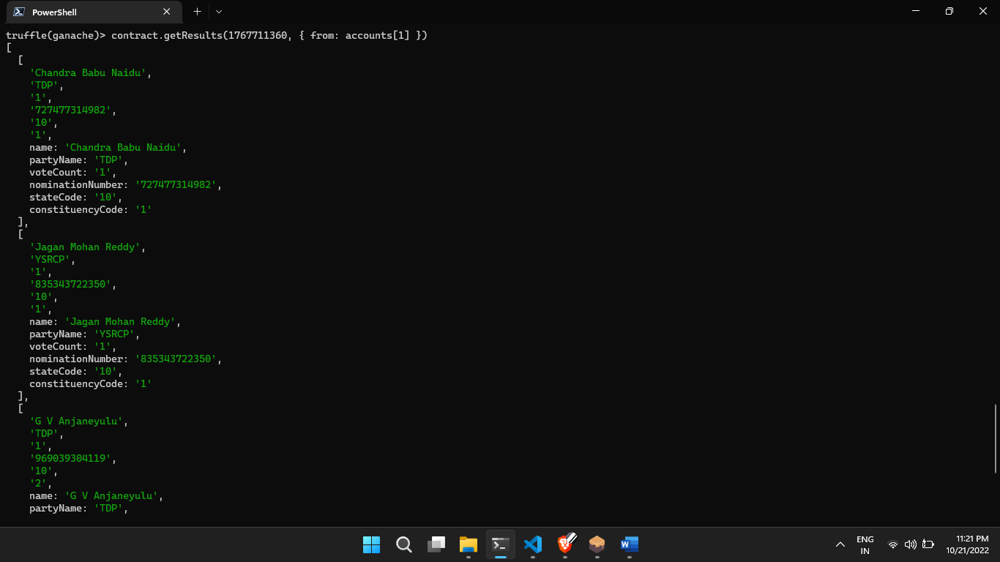 PowerShell
truffle(ganache)> contract.getResults(1767711360, { from: accounts[1] })
[
  [
    'Chandra Babu Naidu',
    'TDP',
    '1',
    '727477314982',
    '10',
    '1',
    name: 'Chandra Babu Naidu',
    partyName: 'TDP',
    voteCount: '1',
    nominationNumber: '727477314982',
    stateCode: '10',
    constituencyCode: '1'
  ],
  [
    'Jagan Mohan Reddy',
    'YSRCP',
    '1',
    '835343722350',
    '10',
    '1',
    name: 'Jagan Mohan Reddy',
    partyName: 'YSRCP',
    voteCount: '1',
    nominationNumber: '835343722350',
    stateCode: '10',
    constituencyCode: '1'
  ],
  [
    'G V Anjaneyulu',
    'TDP',
    '1',
    '969039304119',
    '10',
    '2',
    name: 'G V Anjaneyulu',
    partyName: 'TDP',
W
ENG
IN
11:21 PM
10/21/2022